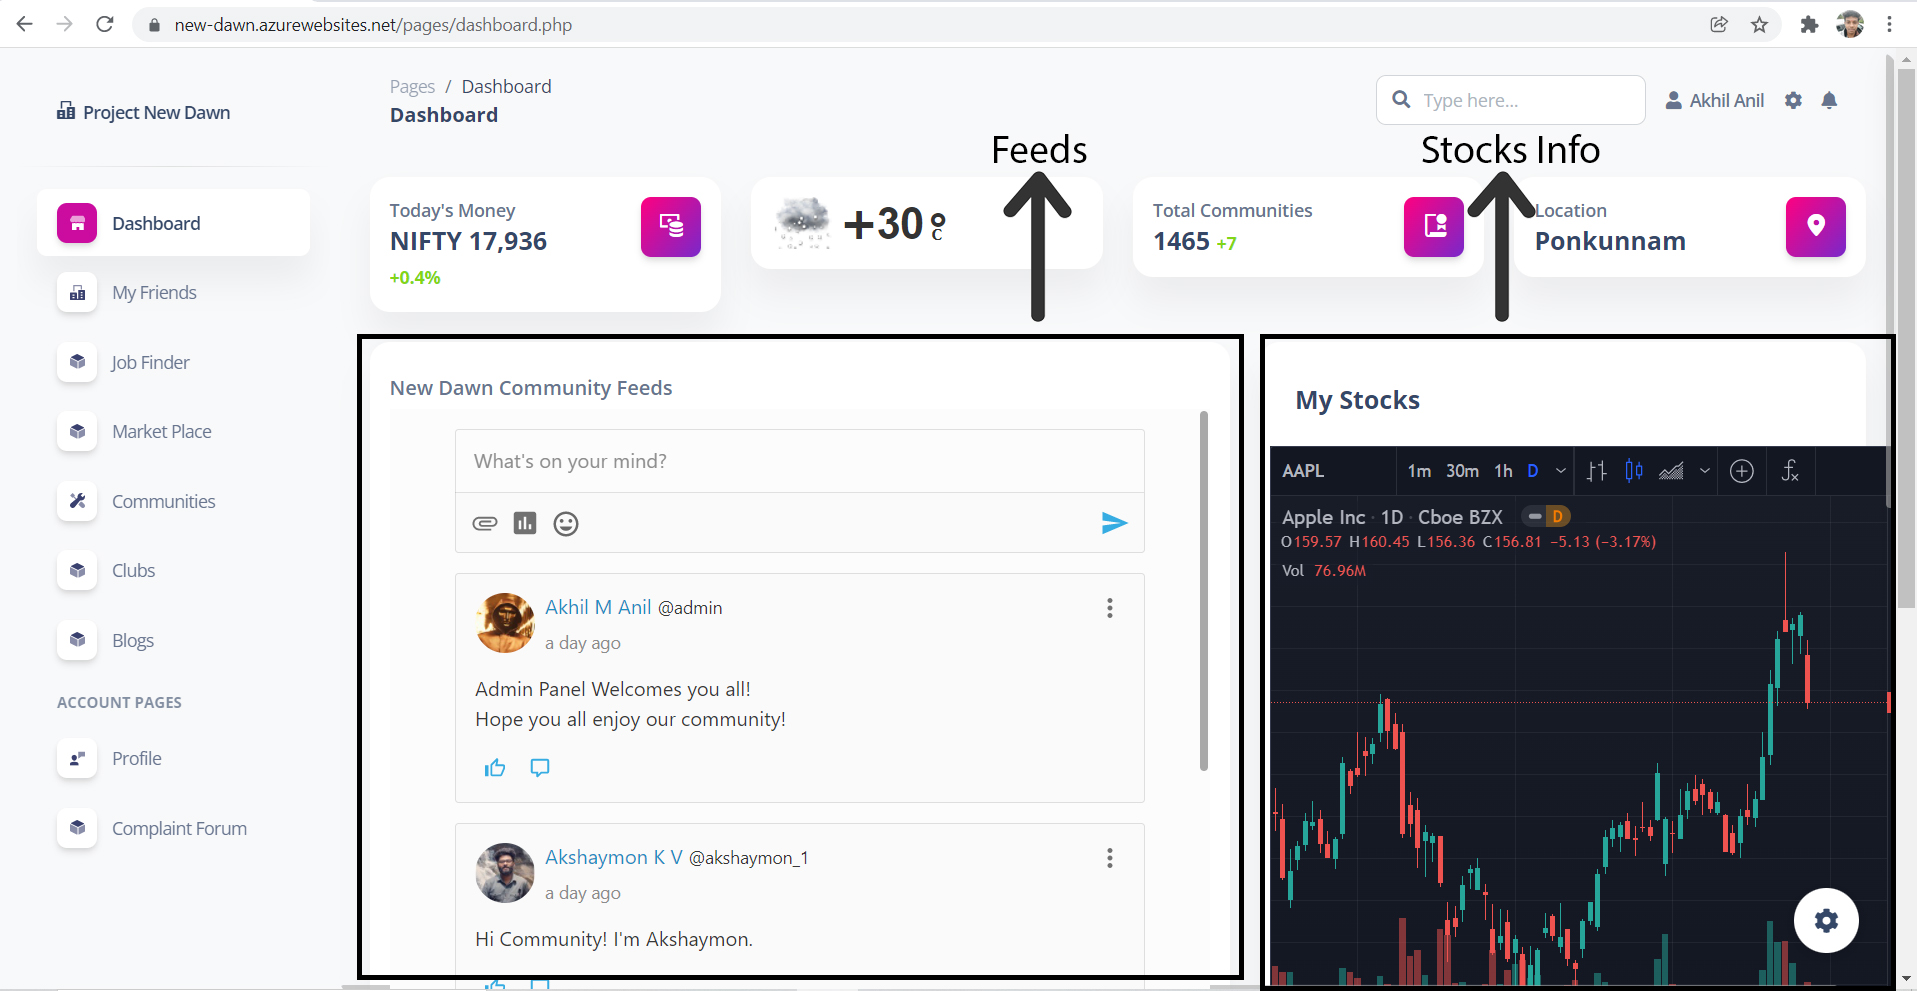 new-dawn.azurewebsites.net/pages/dashboard.php
Project New Dawn
Pages / Dashboard
Dashboard
Type here...
Akhil Anil
Feeds
Stocks Info
Today's Money
NIFTY 17,936
+0.4%
+30°C
Total Communities
1465 +7
Location
Ponkunnam
Dashboard
My Friends
Job Finder
Market Place
Communities
Clubs
Blogs
ACCOUNT PAGES
Profile
Complaint Forum
New Dawn Community Feeds
What's on your mind?
Akhil M Anil @admin
a day ago
Admin Panel Welcomes you all!
Hope you all enjoy our community!
Akshaymon K V @akshaymon_1
a day ago
Hi Community! I'm Akshaymon.
My Stocks
AAPL 1m 30m 1h D
Apple Inc · 1D · Cboe BZX D
O159.57 H160.45 L156.36 C156.81 −5.13 (−3.17%)
Vol 76.96M